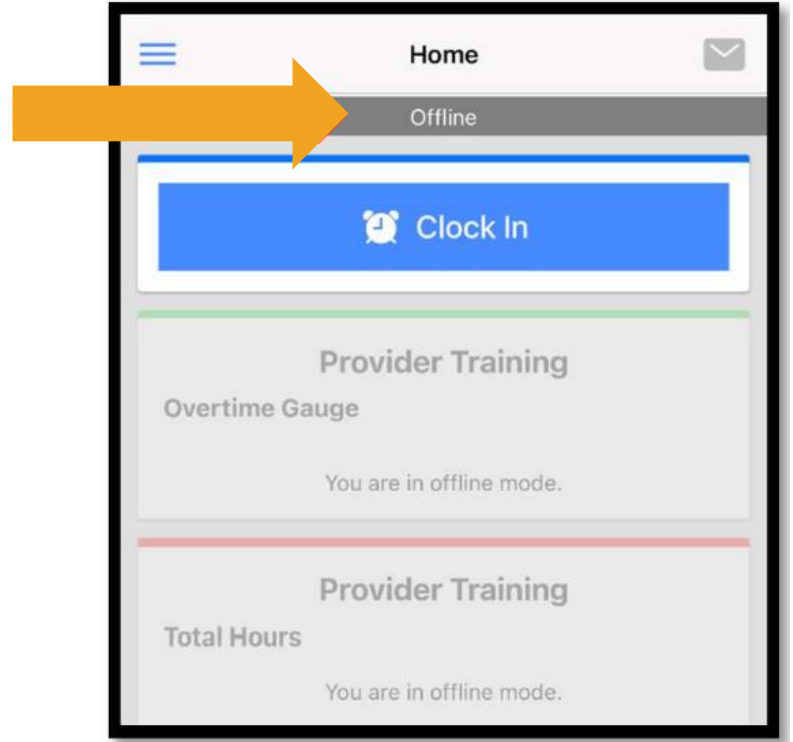 Home
Offline
Clock In
Provider Training
Overtime Gauge
You are in offline mode.
Provider Training
Total Hours
You are in offline mode.